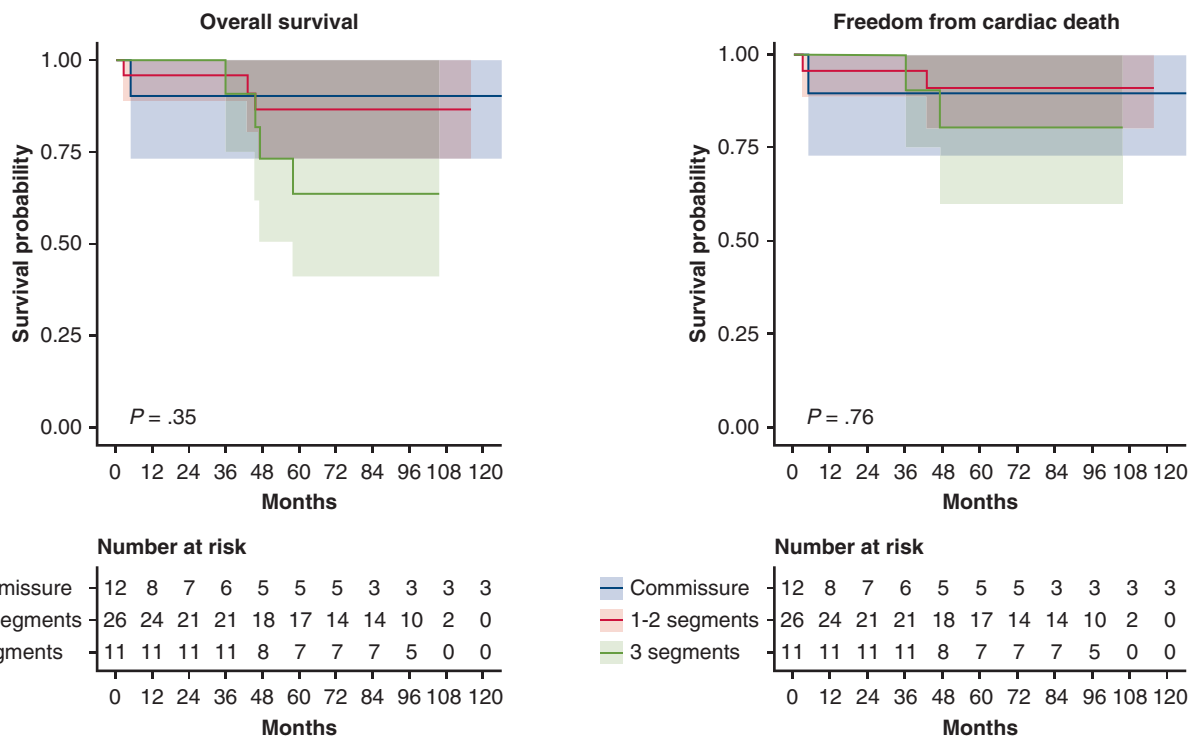 Overall survival
Survival probability
1.00
0.75
0.50
0.25
0.00
P = .35
0 12 24 36 48 60 72 84 96 108 120
Months
Number at risk
missure 12 8 7 6 5 5 5 3 3 3 3
segments 26 24 21 21 18 17 14 14 10 2 0
gments 11 11 11 11 8 7 7 7 5 0 0
0 12 24 36 48 60 72 84 96 108 120
Months
Freedom from cardiac death
Survival probability
1.00
0.75
0.50
0.25
0.00
P = .76
0 12 24 36 48 60 72 84 96 108 120
Months
Number at risk
Commissure 12 8 7 6 5 5 5 3 3 3 3
1-2 segments 26 24 21 21 18 17 14 14 10 2 0
3 segments 11 11 11 11 8 7 7 7 5 0 0
0 12 24 36 48 60 72 84 96 108 120
Months